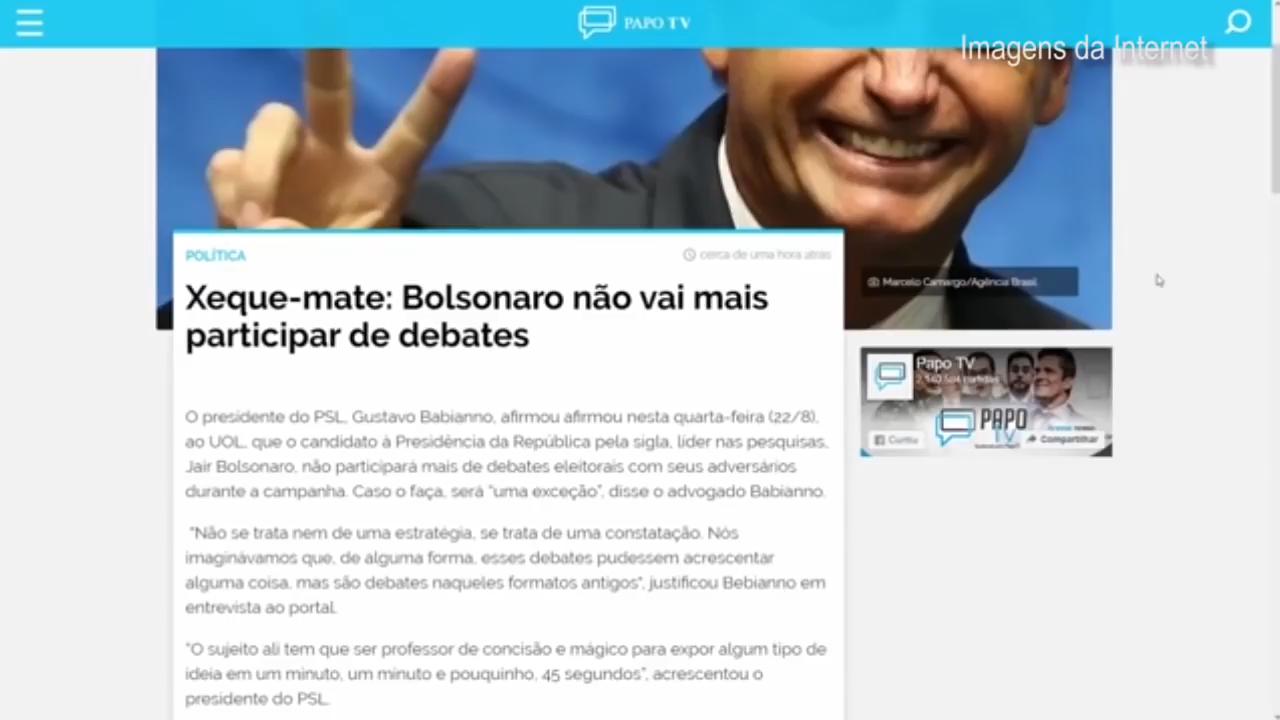 PAPO TV
Imagens da Internet
POLÍTICA
cerca de uma hora atrás
Xeque-mate: Bolsonaro não vai mais
participar de debates
Marcelo Camargo/Agência Brasil
O presidente do PSL, Gustavo Babianno, afirmou afirmou nesta quarta-feira (22/8),
ao UOL, que o candidato à Presidência da República pela sigla, líder nas pesquisas,
Jair Bolsonaro, não participará mais de debates eleitorais com seus adversários
durante a campanha. Caso o faça, será “uma exceção”, disse o advogado Babianno.
"Não se trata nem de uma estratégia, se trata de uma constatação. Nós
imaginávamos que, de alguma forma, esses debates pudessem acrescentar
alguma coisa, mas são debates naqueles formatos antigos", justificou Bebianno em
entrevista ao portal.
"O sujeito ali tem que ser professor de concisão e mágico para expor algum tipo de
ideia em um minuto, um minuto e pouquinho, 45 segundos", acrescentou o
presidente do PSL.
Papo TV
curtidas
PAPO
TV
Curtiu
Compartilhar